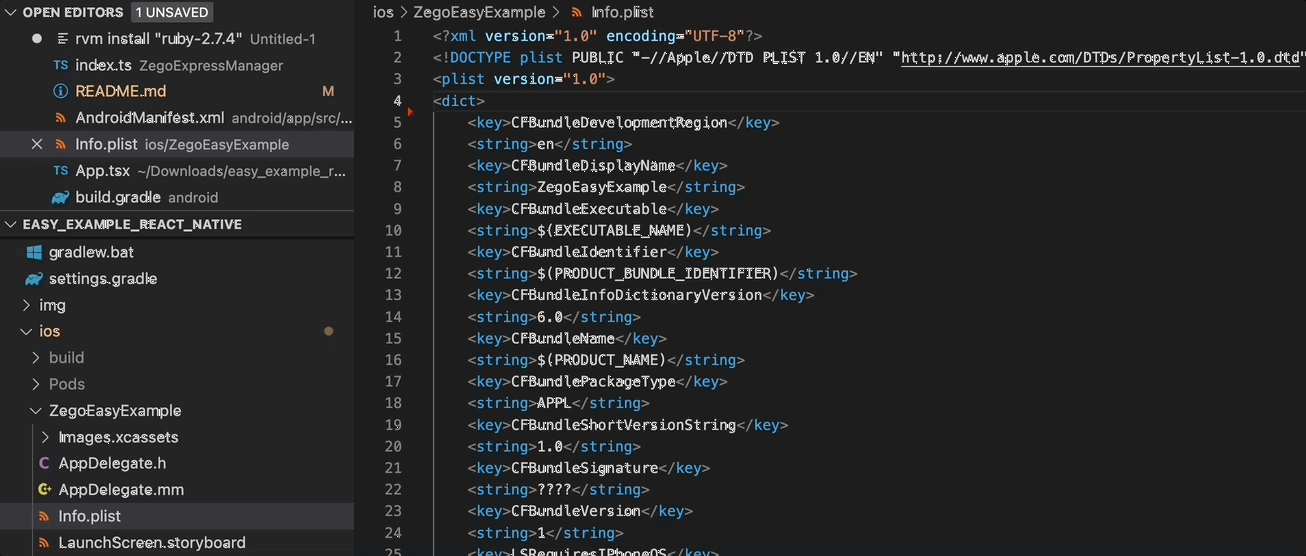 OPEN EDITORS 1 UNSAVED
rvm install "ruby-2.7.4" Untitled-1
TS index.ts ZegoExpressManager
README.md M
AndroidManifest.xml android/app/src/...
Info.plist ios/ZegoEasyExample
TS App.tsx ~/Downloads/easy_example_r...
build.gradle android
EASY_EXAMPLE_REACT_NATIVE
gradlew.bat
settings.gradle
img
ios
build
Pods
ZegoEasyExample
Images.xcassets
C AppDelegate.h
C+ AppDelegate.mm
Info.plist
LaunchScreen.storyboard
ios > ZegoEasyExample > Info.plist
1 <?xml version="1.0" encoding="UTF-8"?>
2 <!DOCTYPE plist PUBLIC "-//Apple//DTD PLIST 1.0//EN" "http://www.apple.com/DTDs/PropertyList-1.0.dtd"
3 <plist version="1.0">
4 <dict>
5 <key>CFBundleDevelopmentRegion</key>
6 <string>en</string>
7 <key>CFBundleDisplayName</key>
8 <string>ZegoEasyExample</string>
9 <key>CFBundleExecutable</key>
10 <string>${EXECUTABLE_NAME}</string>
11 <key>CFBundleIdentifier</key>
12 <string>$(PRODUCT_BUNDLE_IDENTIFIER)</string>
13 <key>CFBundleInfoDictionaryVersion</key>
14 <string>6.0</string>
15 <key>CFBundleName</key>
16 <string>$(PRODUCT_NAME)</string>
17 <key>CFBundlePackageType</key>
18 <string>APPL</string>
19 <key>CFBundleShortVersionString</key>
20 <string>1.0</string>
21 <key>CFBundleSignature</key>
22 <string>????</string>
23 <key>CFBundleVersion</key>
24 <string>1</string>
25 <key>LSRequiresIPhoneOS</key>